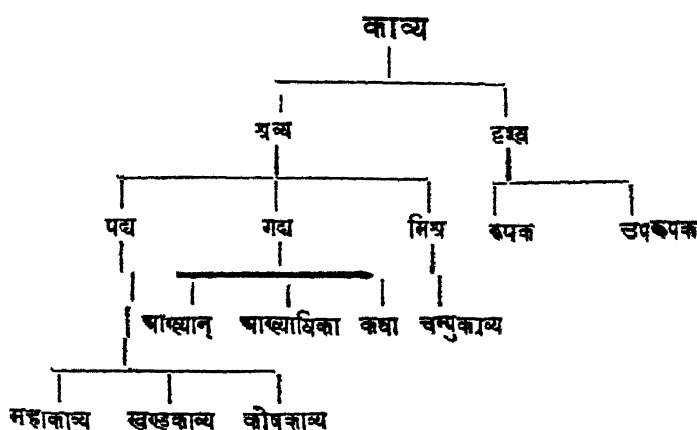 काव्य
श्रव्य दृश्य
पद्य गद्य मिश्र रूपक उपरूपक
आख्यान् आख्यायिका कथा चम्पुकाव्य
महाकाव्य खण्डकाव्य कोषकाव्य